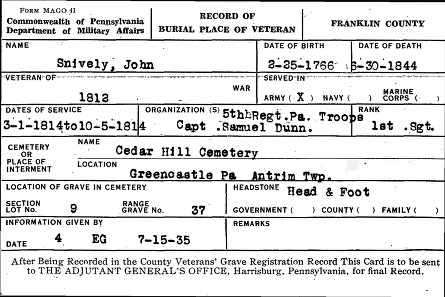 FORM MAGO 41
Commonwealth of Pennsylvania
Department of Military Affairs
RECORD OF
BURIAL PLACE OF VETERAN
FRANKLIN COUNTY
NAME
Snively, John
DATE OF BIRTH
2-25-1766
DATE OF DEATH
6-30-1844
VETERAN OF
1812
WAR
SERVED IN
ARMY ( X ) NAVY ( ) MARINE CORPS ( )
DATES OF SERVICE
3-1-1814to10-5-1814
ORGANIZATION (S)
5thRegt.Pa. Troops
Capt .Samuel Dunn.
RANK
1st .Sgt.
CEMETERY
OR
PLACE OF
INTERMENT
NAME
Cedar Hill Cemetery
LOCATION
Greencastle Pa Antrim Twp.
LOCATION OF GRAVE IN CEMETERY
SECTION
LOT No. 9
RANGE
GRAVE No. 37
HEADSTONE Head & Foot
GOVERNMENT ( ) COUNTY ( ) FAMILY ( )
INFORMATION GIVEN BY
DATE 4 EG 7-15-35
REMARKS
After Being Recorded in the County Veterans' Grave Registration Record This Card is to be sent
to THE ADJUTANT GENERAL'S OFFICE, Harrisburg, Pennsylvania, for final Record.